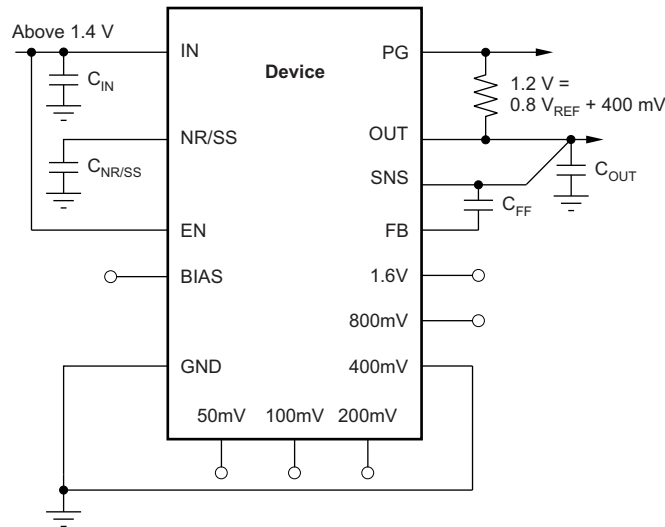 Above 1.4 V
IN
PG
Device
C_IN
1.2 V =
0.8 V_REF + 400 mV
NR/SS
OUT
C_NR/SS
SNS
C_OUT
C_FF
EN
FB
BIAS
1.6V
800mV
GND
400mV
50mV 100mV 200mV